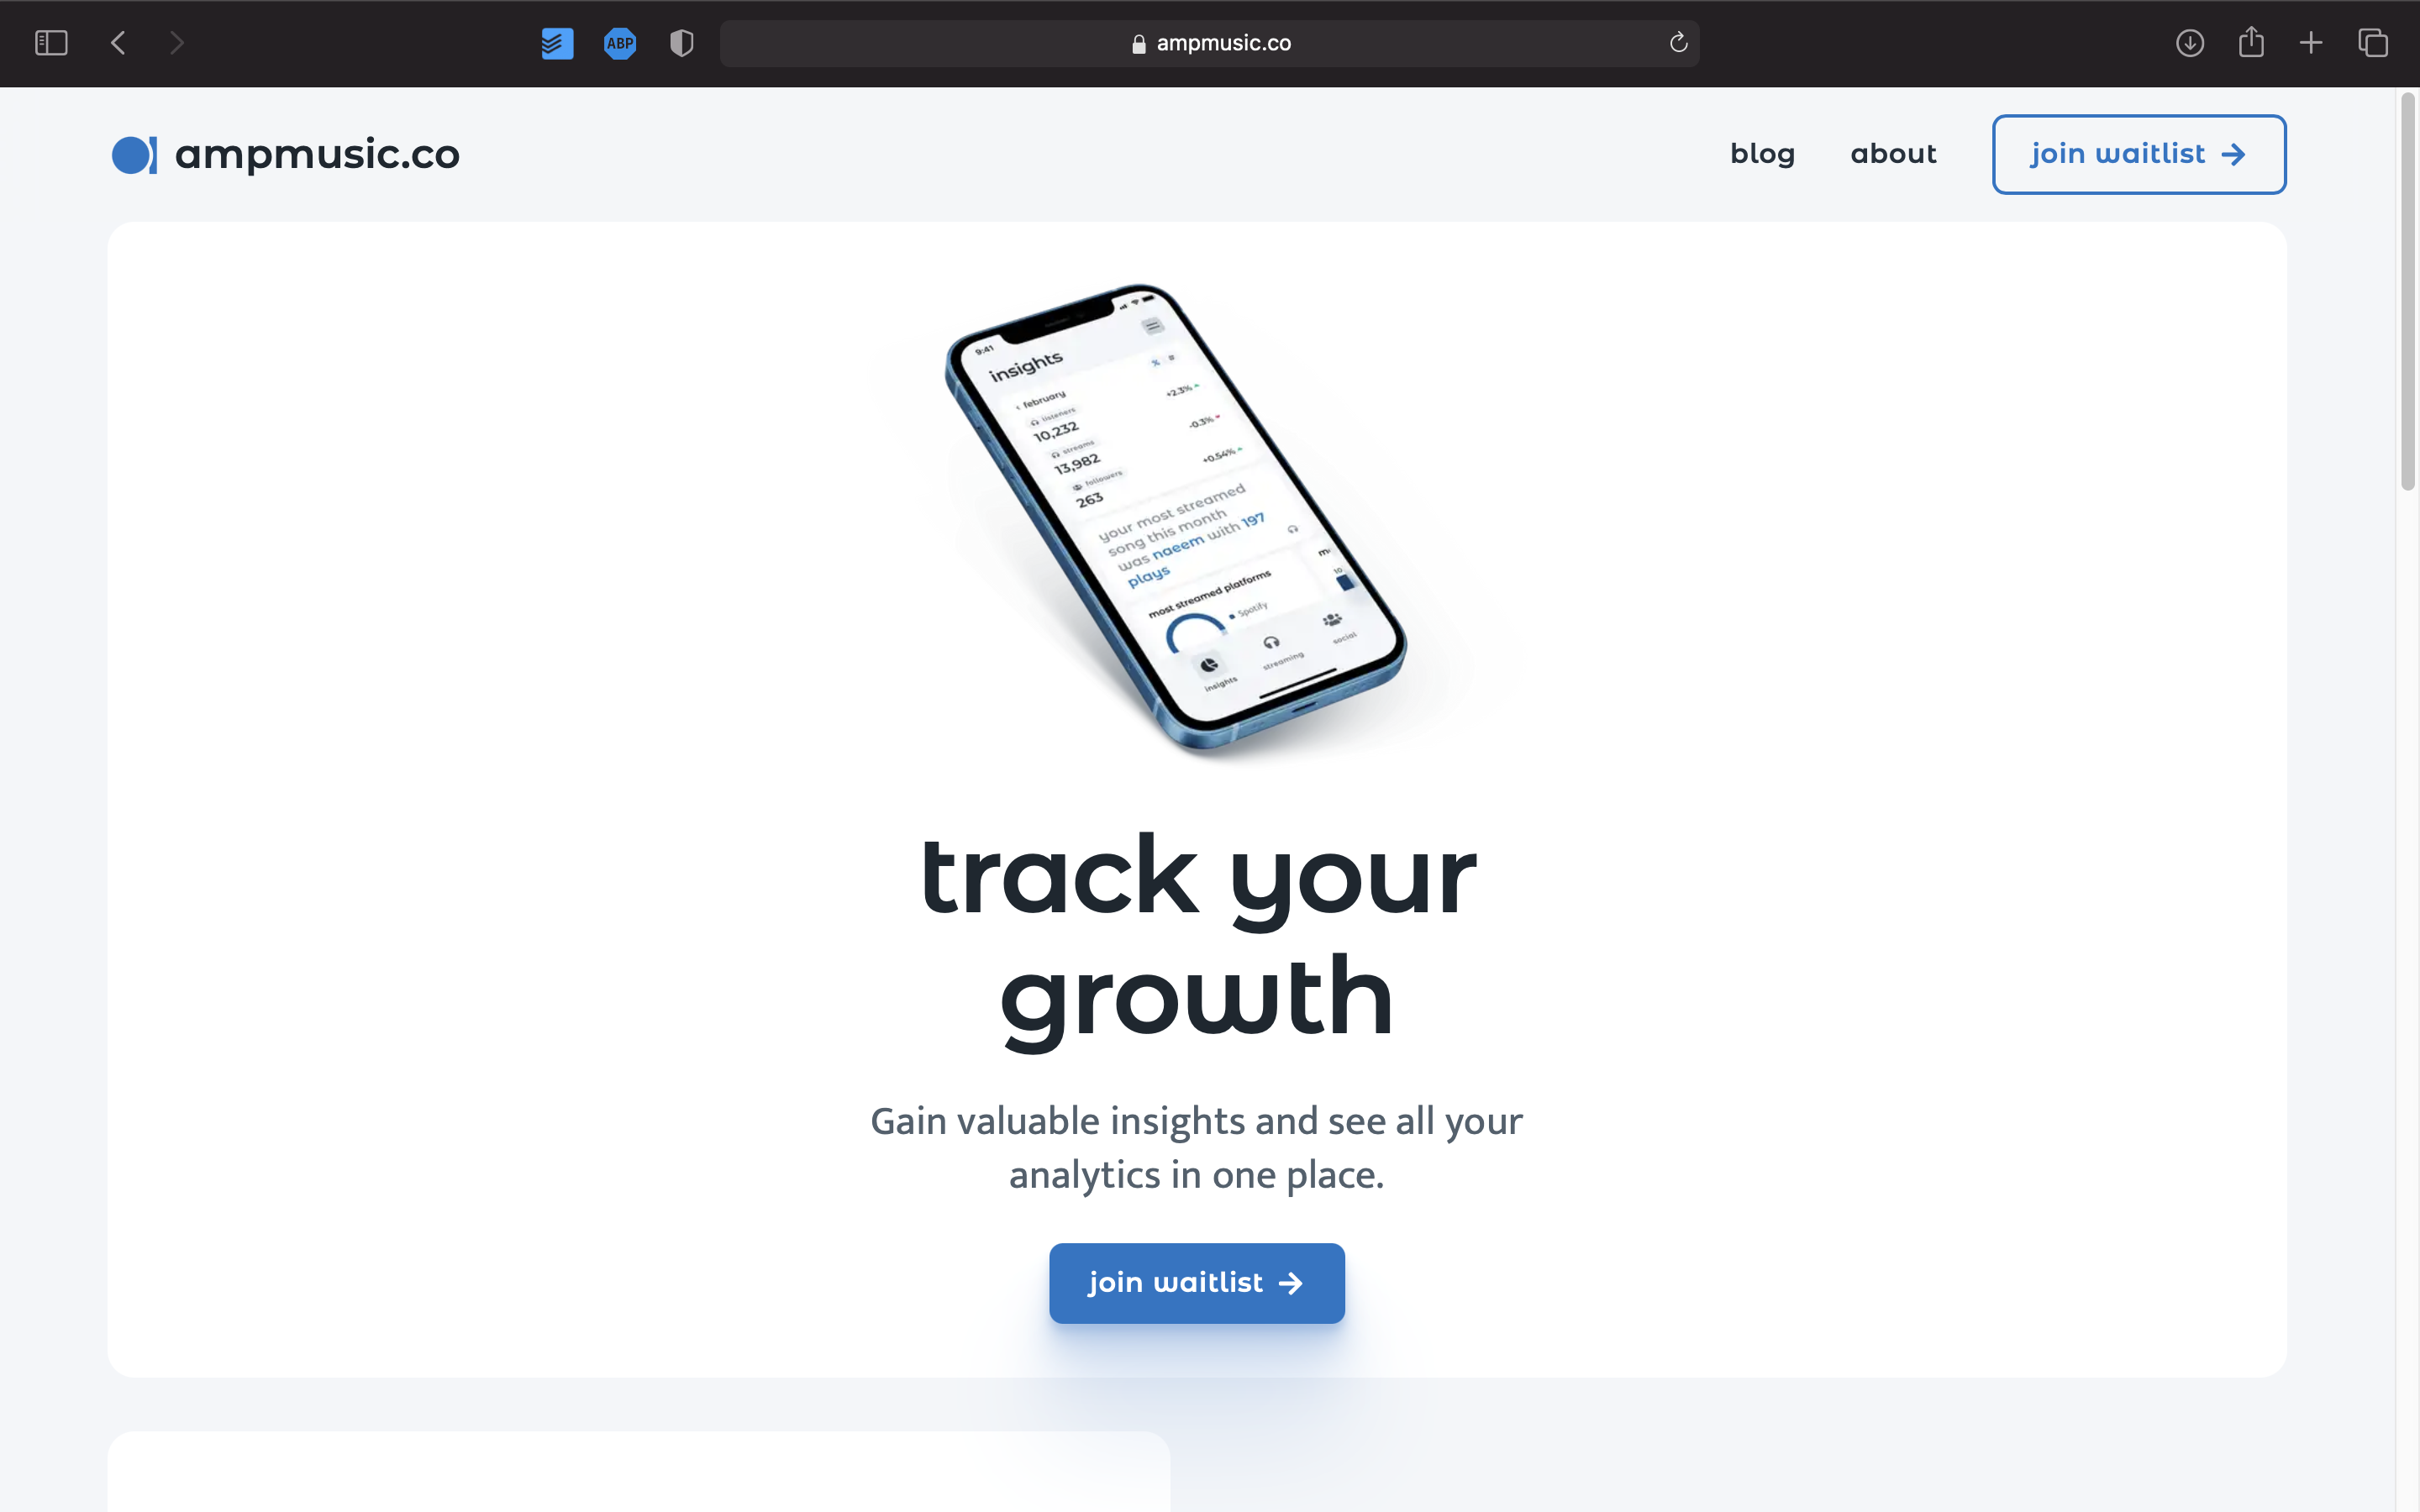 ABP
ampmusic.co
ampmusic.co
blog
about
join waitlist →
9:41
insights
% #
‹ february
listeners
10,232
+2.3%
streams
13,982
-0.3%
followers
263
+0.54%
your most streamed
song this month
was naeem with 197
plays
most streamed platforms
Spotify
10
insights
streaming
social
track your
growth
Gain valuable insights and see all your
analytics in one place.
join waitlist →